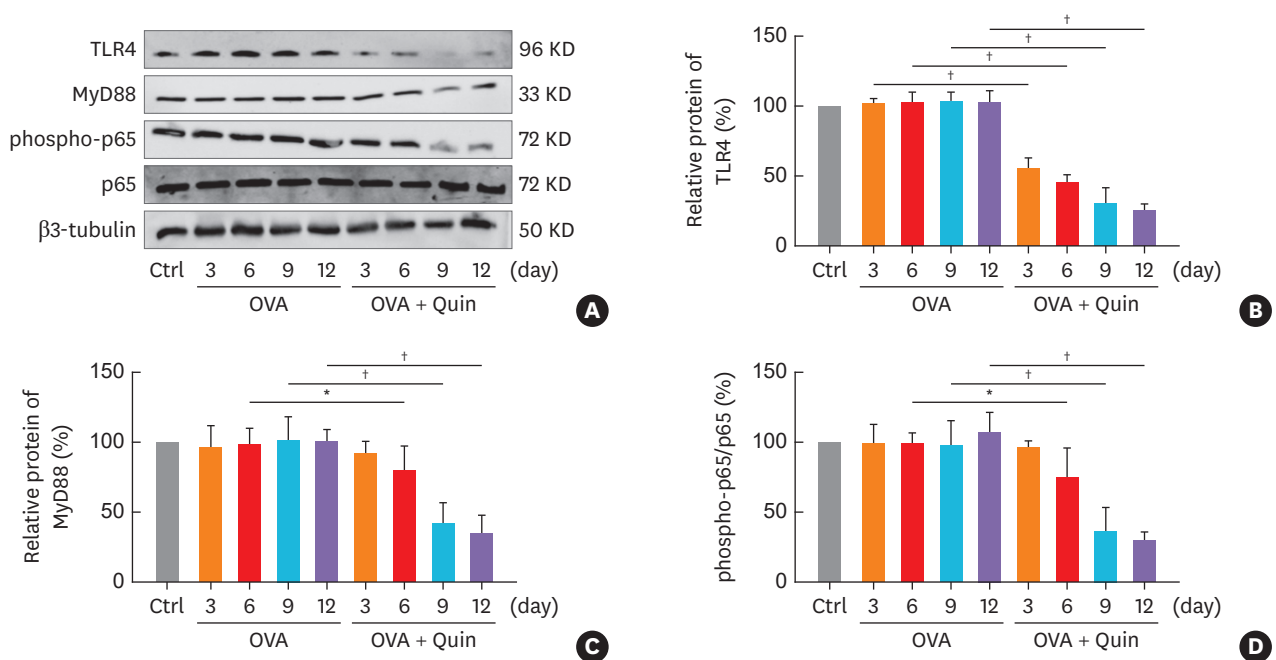 TLR4 96 KD
MyD88 33 KD
phospho-p65 72 KD
p65 72 KD
β3-tubulin 50 KD
Ctrl 3 6 9 12 3 6 9 12 (day)
OVA OVA + Quin
A
Relative protein of
TLR4 (%)
150
100
50
0
† † † †
Ctrl 3 6 9 12 3 6 9 12 (day)
OVA OVA + Quin
B
Relative protein of
MyD88 (%)
150
100
50
0
† † *
Ctrl 3 6 9 12 3 6 9 12 (day)
OVA OVA + Quin
C
phospho-p65/p65 (%)
150
100
50
0
† † *
Ctrl 3 6 9 12 3 6 9 12 (day)
OVA OVA + Quin
D